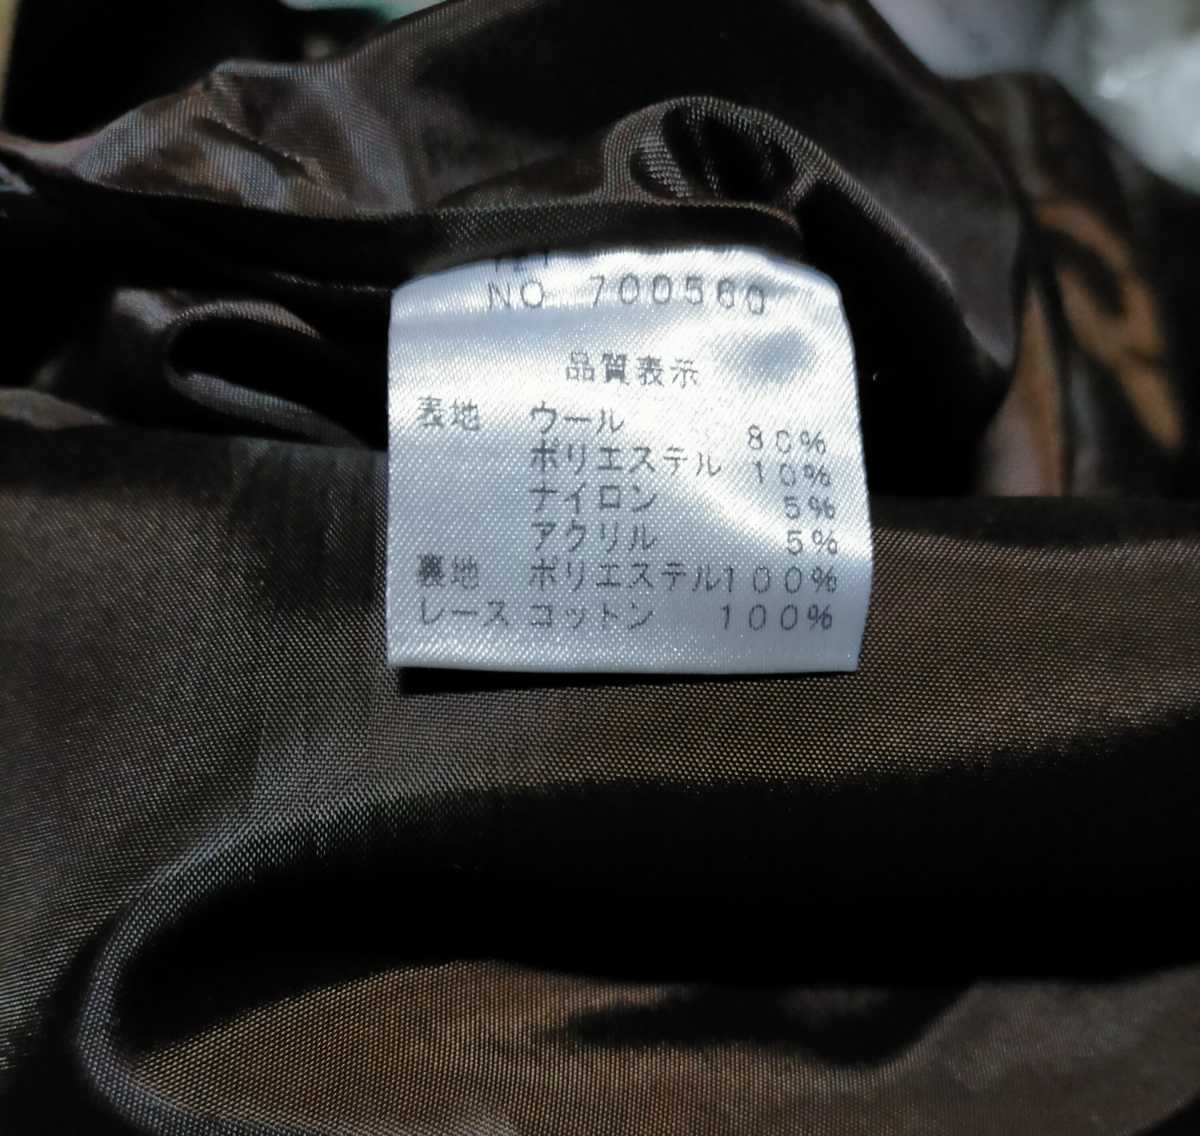 NO 700560
品質表示
表地 ウール 80%
ポリエステル 10%
ナイロン 5%
アクリル 5%
裏地 ポリエステル100%
レース コットン 100%